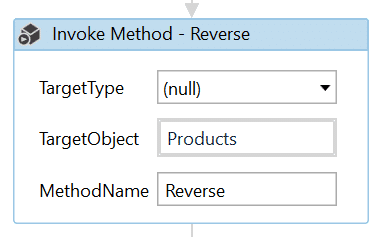 Invoke Method - Reverse
TargetType (null)
TargetObject Products
MethodName Reverse